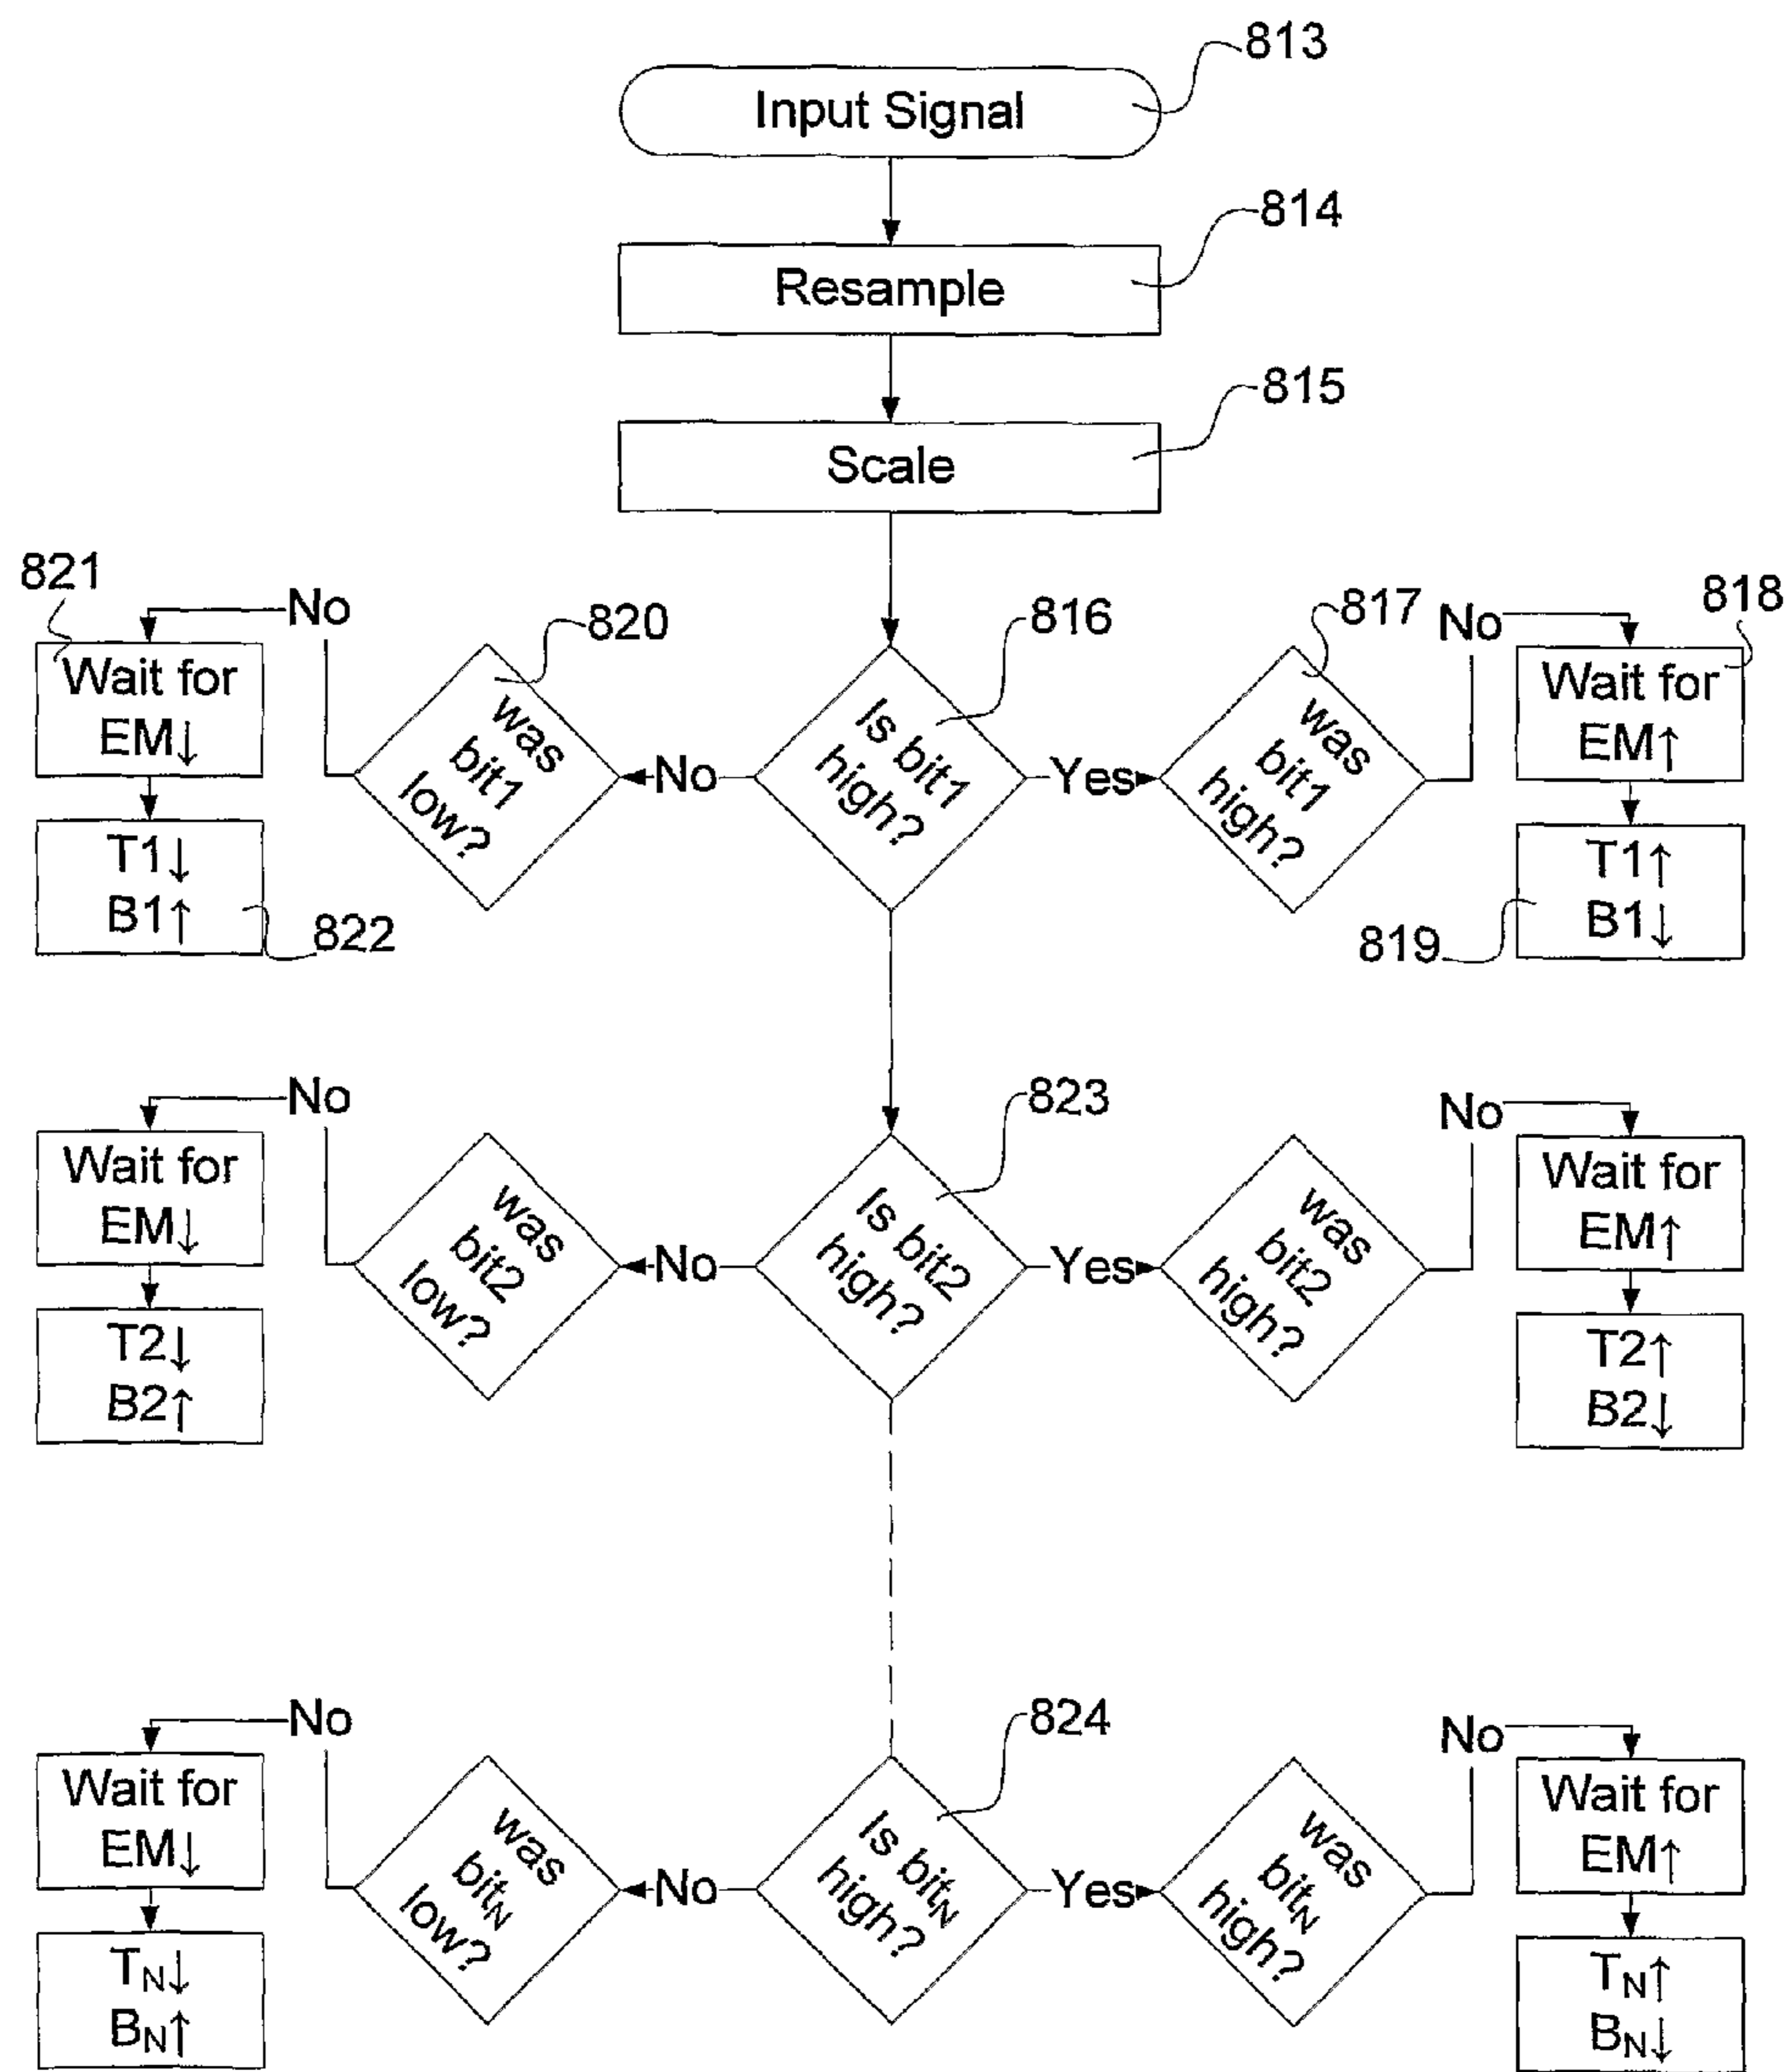 813
Input Signal
814
Resample
815
Scale
821
No
820
816
817
No
818
Wait for
EM↓
was
bit1
low?
No
Is bit1
high?
Yes
was
bit1
high?
Wait for
EM↑
T1↓
B1↑
822
T1↑
B1↓
819
No
823
No
Wait for
EM↓
was
bit2
low?
No
Is bit2
high?
Yes
was
bit2
high?
Wait for
EM↑
T2↓
B2↑
T2↑
B2↓
No
824
No
Wait for
EM↓
was
bitN
low?
No
Is bitN
high?
Yes
was
bitN
high?
Wait for
EM↑
TN↓
BN↑
TN↑
BN↓